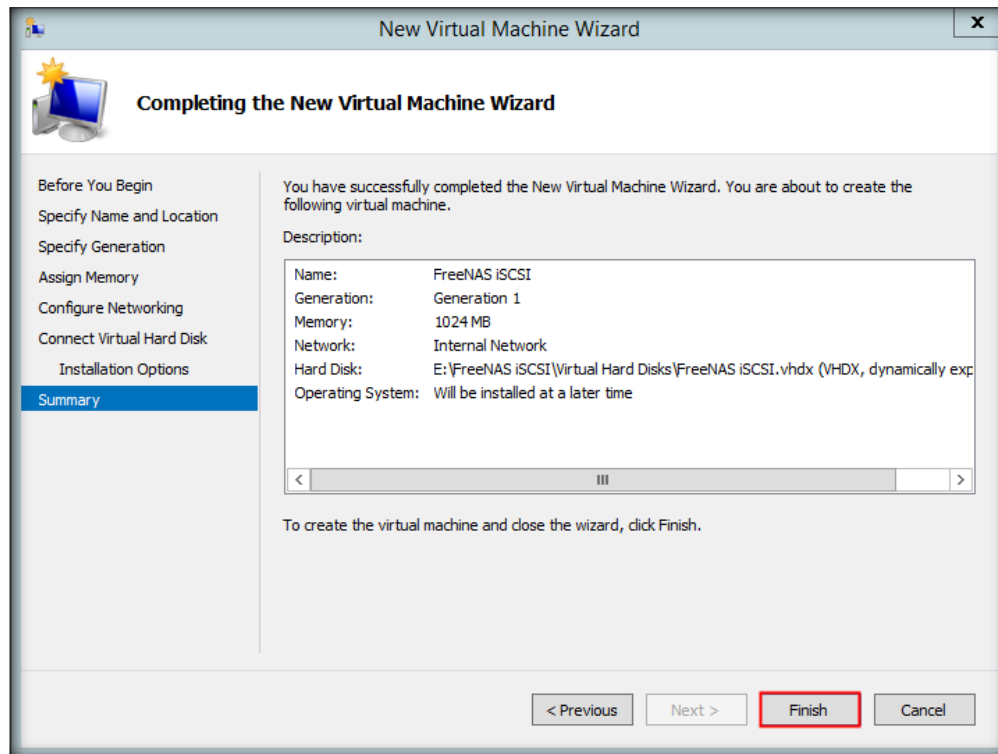 New Virtual Machine Wizard
x
Completing the New Virtual Machine Wizard
Before You Begin
Specify Name and Location
Specify Generation
Assign Memory
Configure Networking
Connect Virtual Hard Disk
Installation Options
Summary
You have successfully completed the New Virtual Machine Wizard. You are about to create the
following virtual machine.
Description:
Name: FreeNAS iSCSI
Generation: Generation 1
Memory: 1024 MB
Network: Internal Network
Hard Disk: E:\FreeNAS iSCSI\Virtual Hard Disks\FreeNAS iSCSI.vhdx (VHDX, dynamically exp
Operating System: Will be installed at a later time
To create the virtual machine and close the wizard, click Finish.
< Previous Next > Finish Cancel